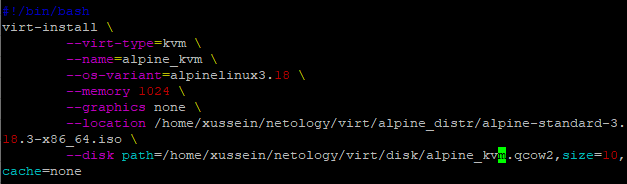 #!/bin/bash
virt-install \
--virt-type=kvm \
--name=alpine_kvm \
--os-variant=alpinelinux3.18 \
--memory 1024 \
--graphics none \
--location /home/xussein/netology/virt/alpine_distr/alpine-standard-3.
18.3-x86_64.iso \
--disk path=/home/xussein/netology/virt/disk/alpine_kvm.qcow2,size=10,
cache=none